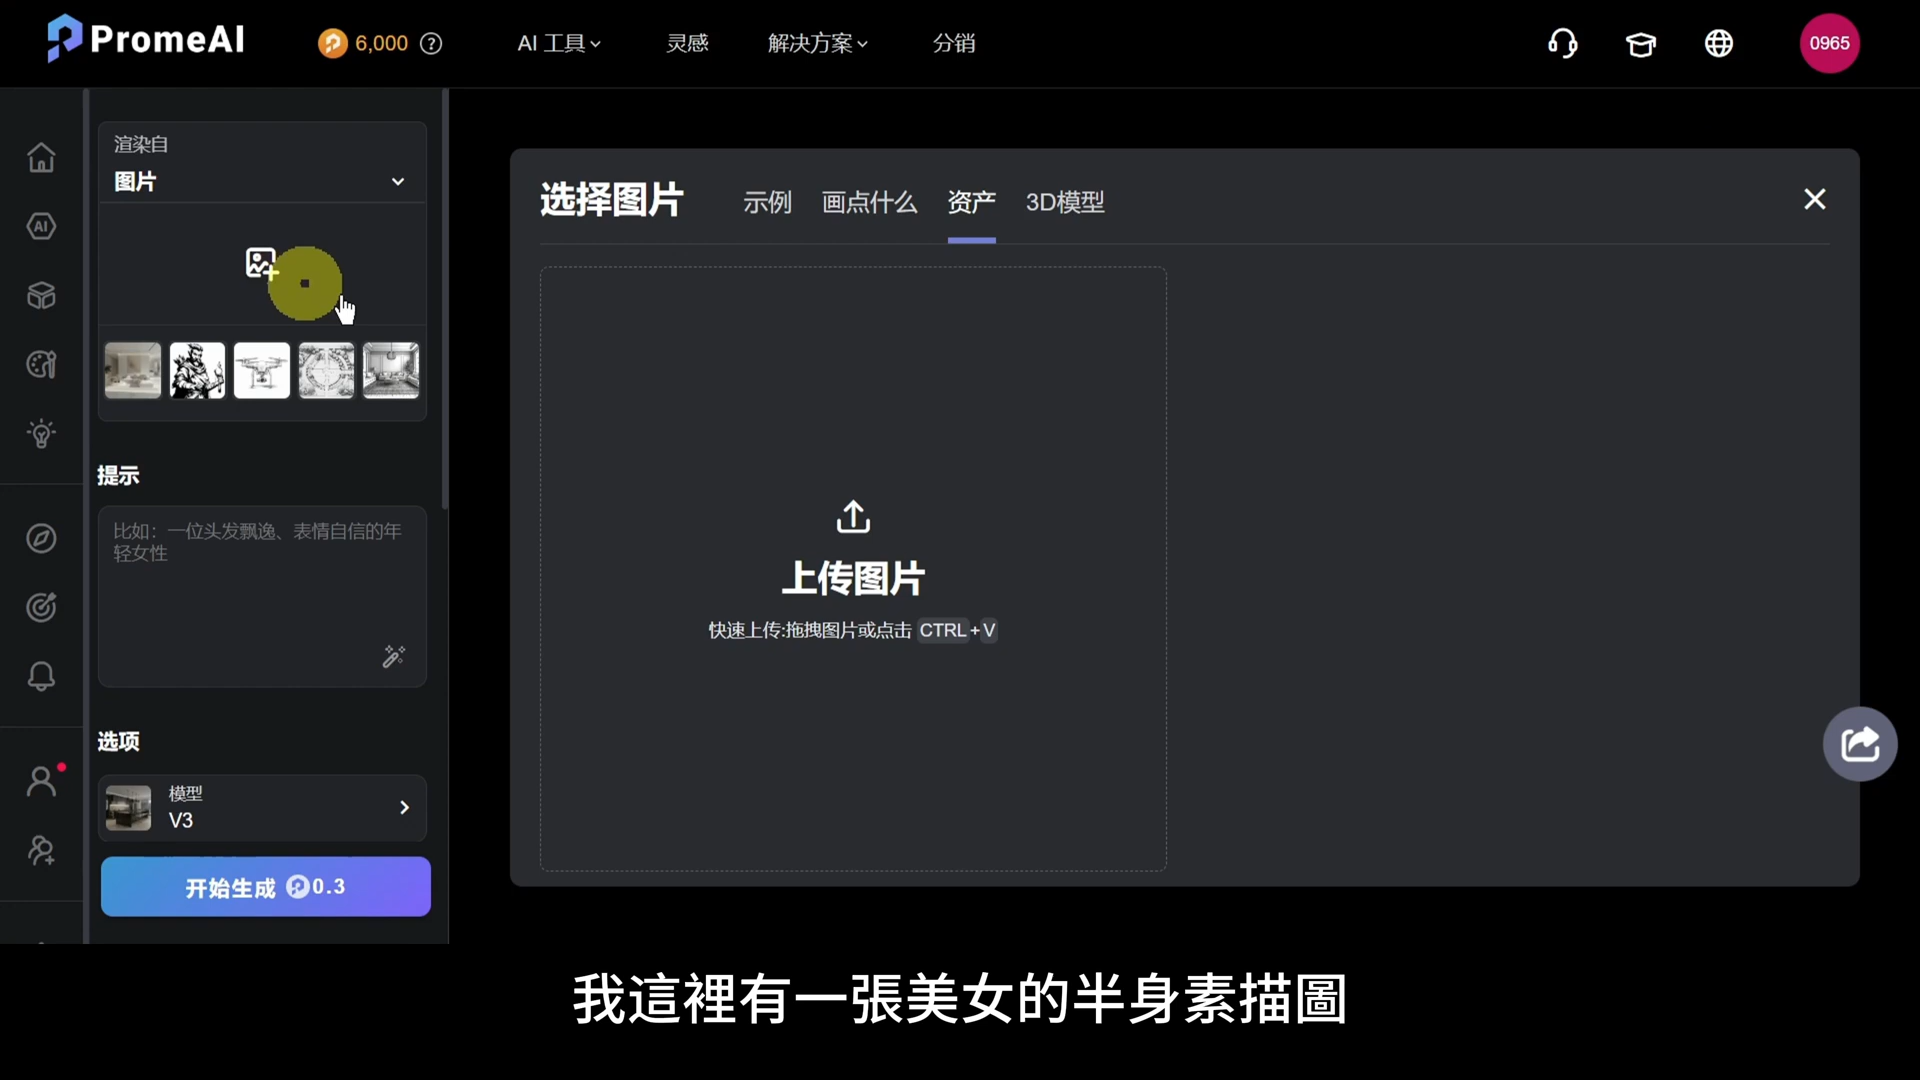 PromeAI
6,000
AI 工具
灵感
解决方案
分销
0965
渲染自
图片
提示
比如：一位头发飘逸、表情自信的年
轻女性
选项
模型
V3
开始生成 0.3
选择图片
示例
画点什么
资产
3D模型
上传图片
快速上传:拖拽图片或点击 CTRL+V
我這裡有一張美女的半身素描圖